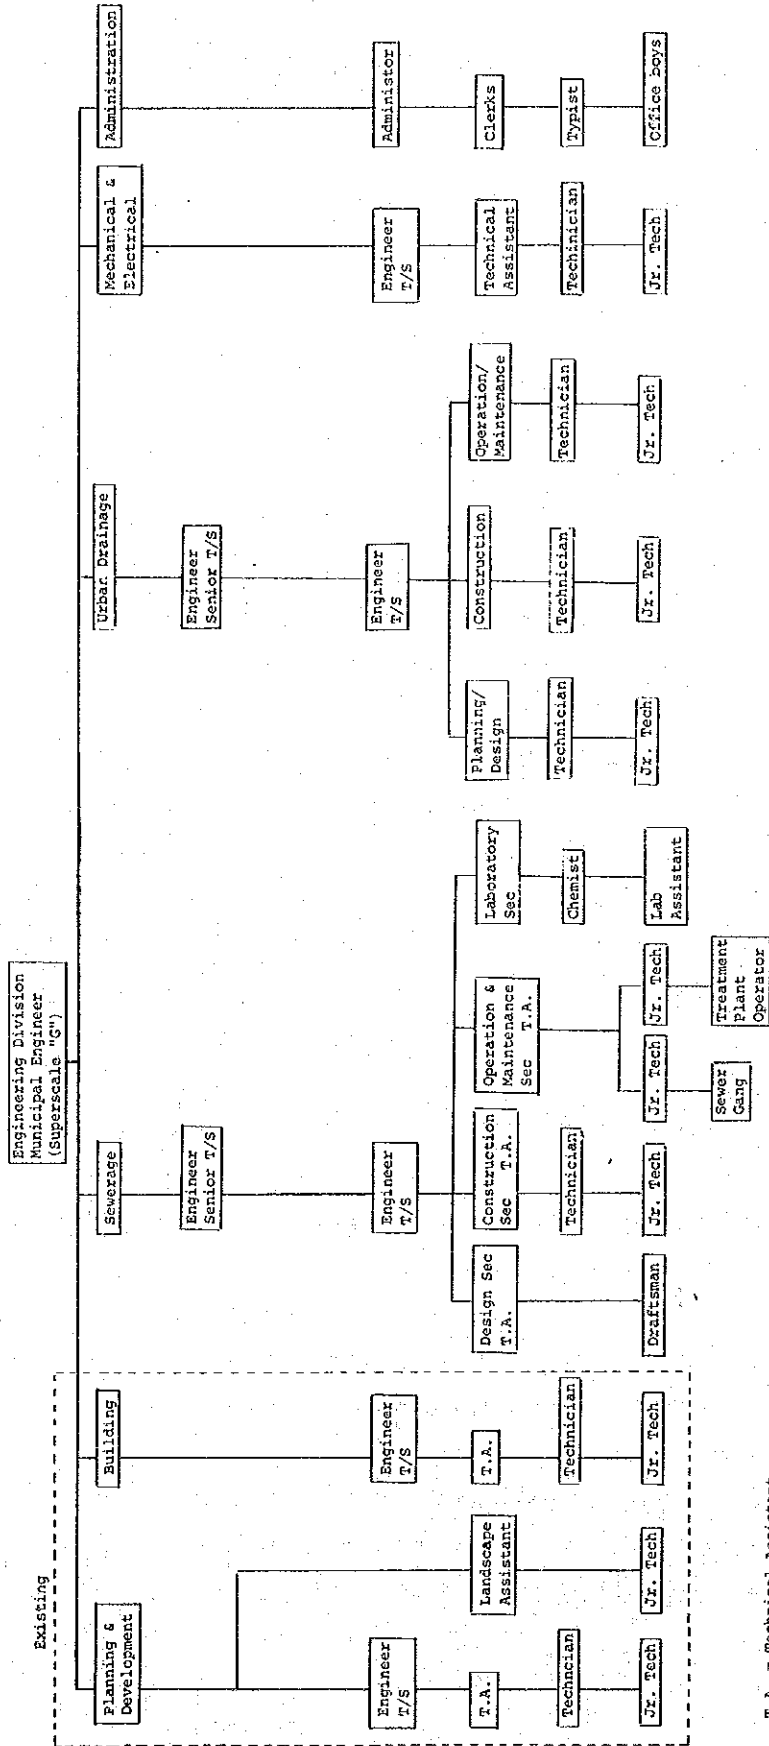 Engineering Division
Municipal Engineer
(Superscale "G")
Existing
Planning &
Development
Building
Sewerage
Urban Drainage
Mechanical &
Electrical
Administration
Engineer
Senior T/S
Engineer
Senior T/S
Engineer
T/S
Engineer
T/S
Engineer
T/S
Engineer
T/S
Engineer
T/S
Administor
T.A.
Landscape
Assistant
T.A.
Design Sec
T.A.
Construction
Sec T.A.
Operation &
Maintenance
Sec T.A.
Laboratory
Sec
Planning/
Design
Construction
Operation/
Maintenance
Technical
Assistant
Clerks
Techncian
Technician
Technician
Chemist
Technician
Technician
Technician
Techinician
Typist
Jr. Tech
Jr. Tech
Jr. Tech
Draftsman
Jr. Tech
Jr. Tech
Jr. Tech
Lab
Assistant
Jr. Tech
Jr. Tech
Jr. Tech
Jr. Tech
Office boys
Sewer
Gang
Treatment
Plant
Operator
T.A. = Technical Assistant